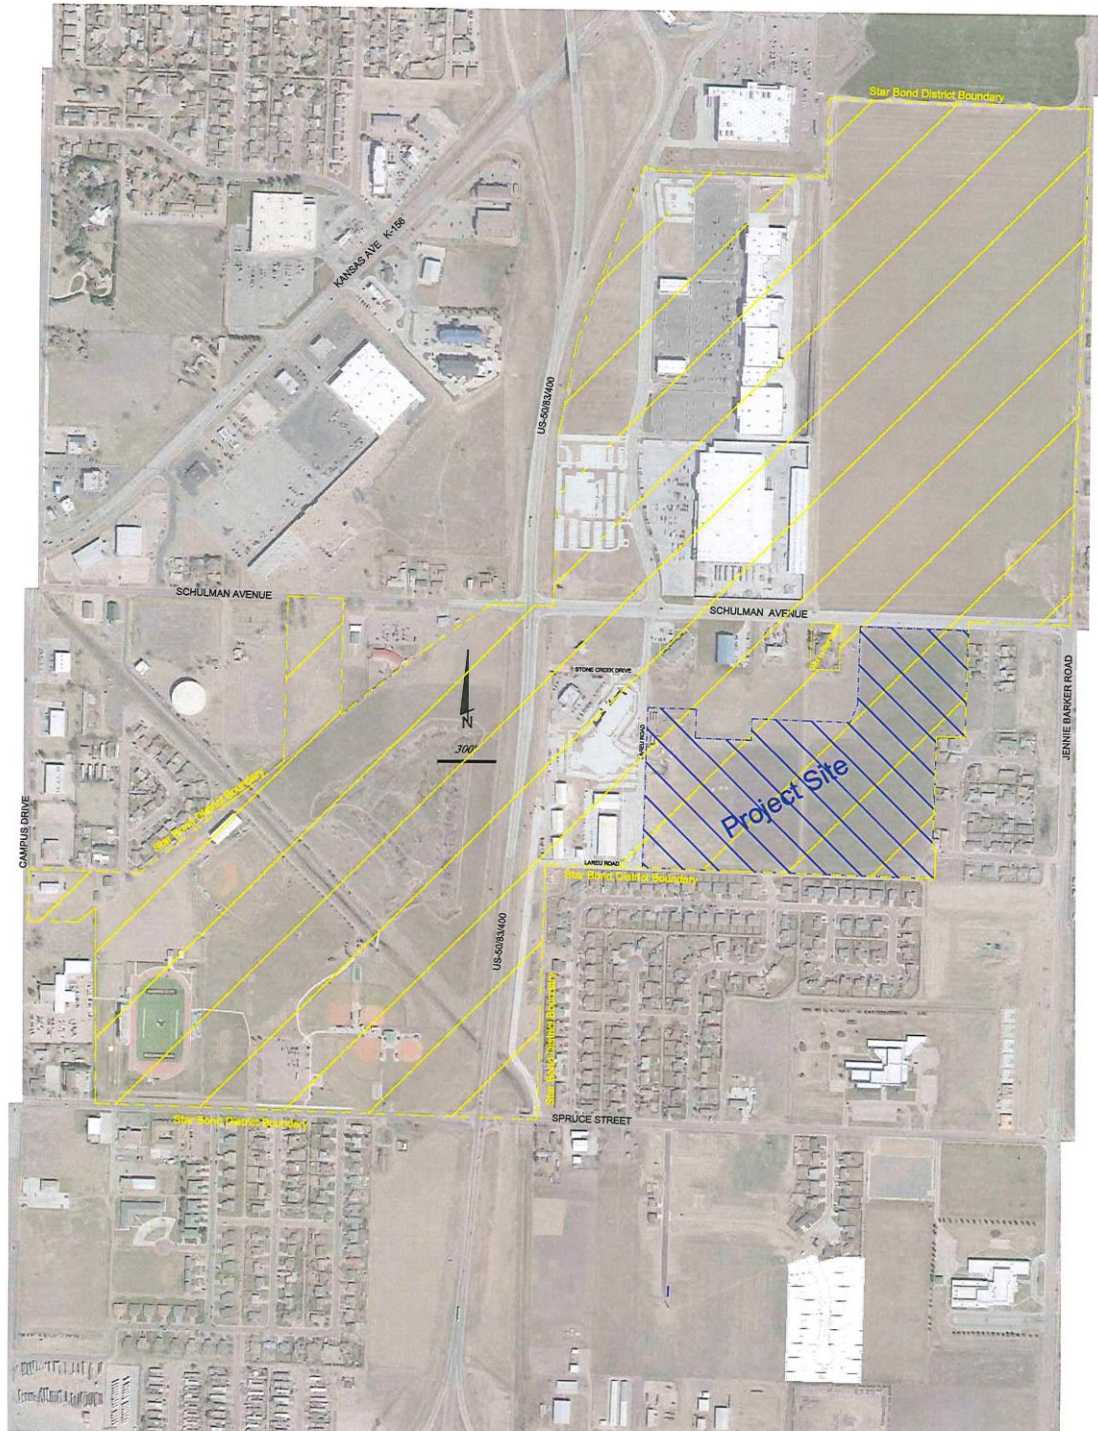 Star Bond District Boundary
KANSAS AVE K-156
US-50/83/400
SCHULMAN AVENUE
SCHULMAN AVENUE
STONE CREEK DRIVE
N
300'
LAREU ROAD
JENNIE BARKER ROAD
Project Site
Star Bond District Boundary
CAMPUS DRIVE
LAREU ROAD
Star Bond District Boundary
US-50/83/400
Star Bond District Boundary
Star Bond District Boundary
SPRUCE STREET